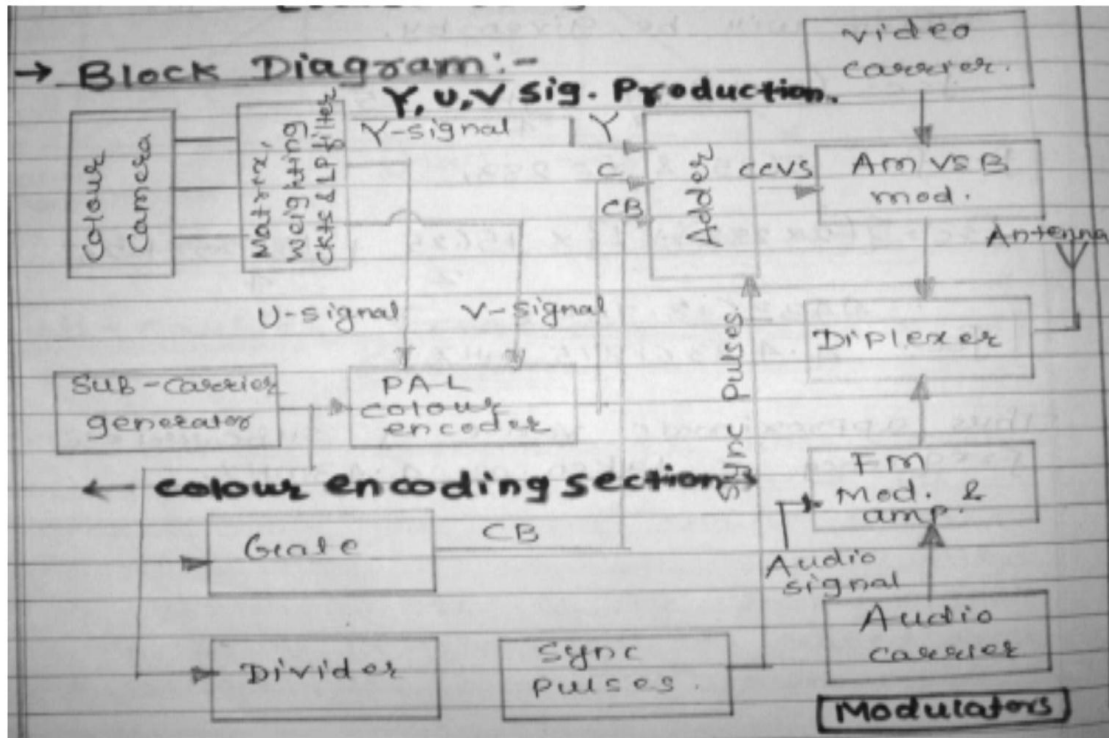 → Block Diagram:-
Y, U, V sig. Production.
video
carrier.
Colour
Camera
Matrix,
weighting
ckts & LP filter
Y-signal
Y
C
CB
Adder
CCVS
Am VSB
mod.
Antenna
U-signal
V-signal
Diplexer
Sub-carrier
generator
PAL
colour
encoder
Sync Pulses.
← colour encoding section→
FM
Mod. &
amp.
Gate
CB
Audio
signal
Audio
carrier
Divider
Sync
pulses.
Modulators